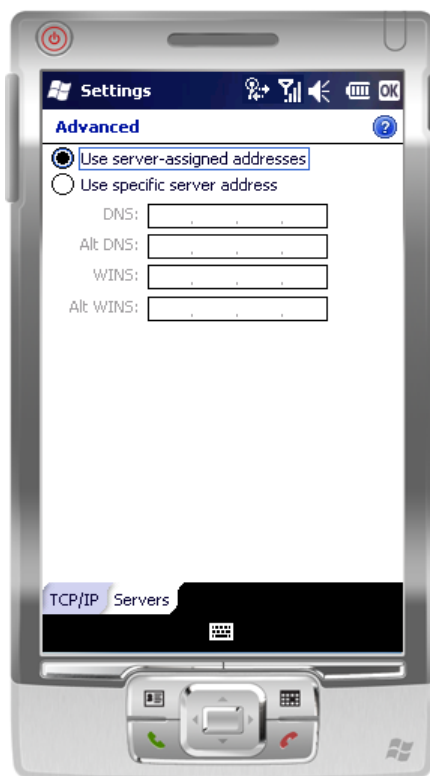 Settings
OK
Advanced
?
Use server-assigned addresses
Use specific server address
DNS:
Alt DNS:
WINS:
Alt WINS:
TCP/IP Servers